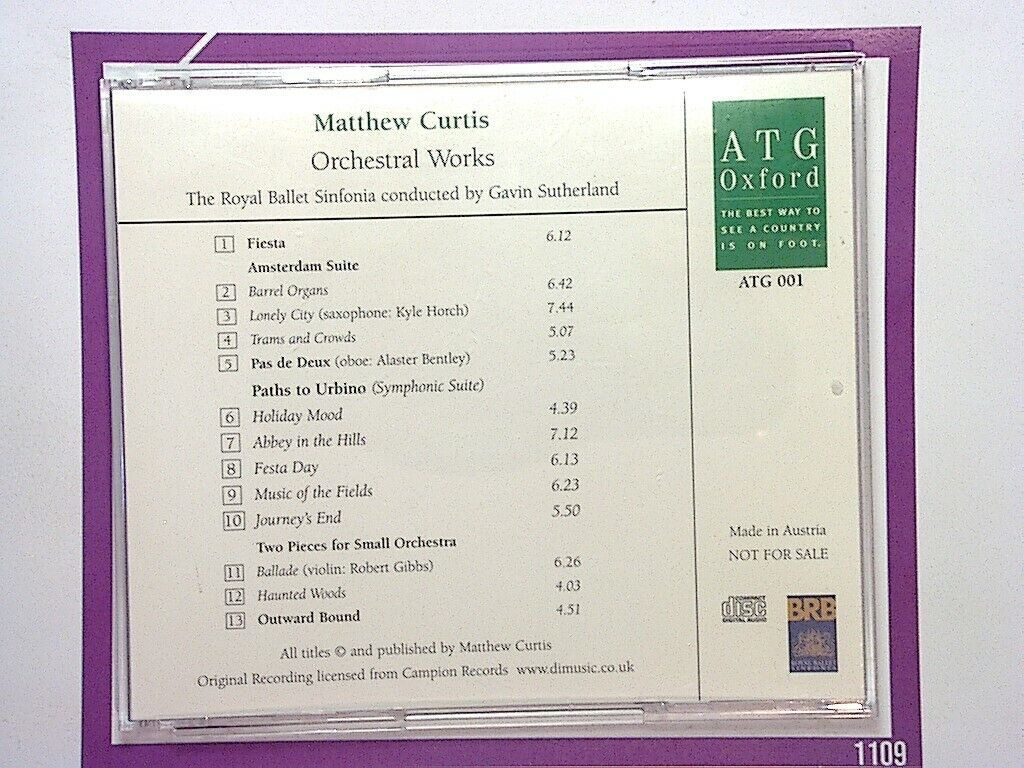 Matthew Curtis
Orchestral Works
The Royal Ballet Sinfonia conducted by Gavin Sutherland
1 Fiesta 6.12
Amsterdam Suite
2 Barrel Organs 6.42
3 Lonely City (saxophone: Kyle Horch) 7.44
4 Trams and Crowds 5.07
5 Pas de Deux (oboe: Alaster Bentley) 5.23
Paths to Urbino (Symphonic Suite)
6 Holiday Mood 4.39
7 Abbey in the Hills 7.12
8 Festa Day 6.13
9 Music of the Fields 6.23
10 Journey's End 5.50
Two Pieces for Small Orchestra
11 Ballade (violin: Robert Gibbs) 6.26
12 Haunted Woods 4.03
13 Outward Bound 4.51
All titles © and published by Matthew Curtis
Original Recording licensed from Campion Records www.dimusic.co.uk
ATG
Oxford
THE BEST WAY TO
SEE A COUNTRY
IS ON FOOT.
ATG 001
Made in Austria
NOT FOR SALE
COMPACT
disc
DIGITAL AUDIO
BRB
1109